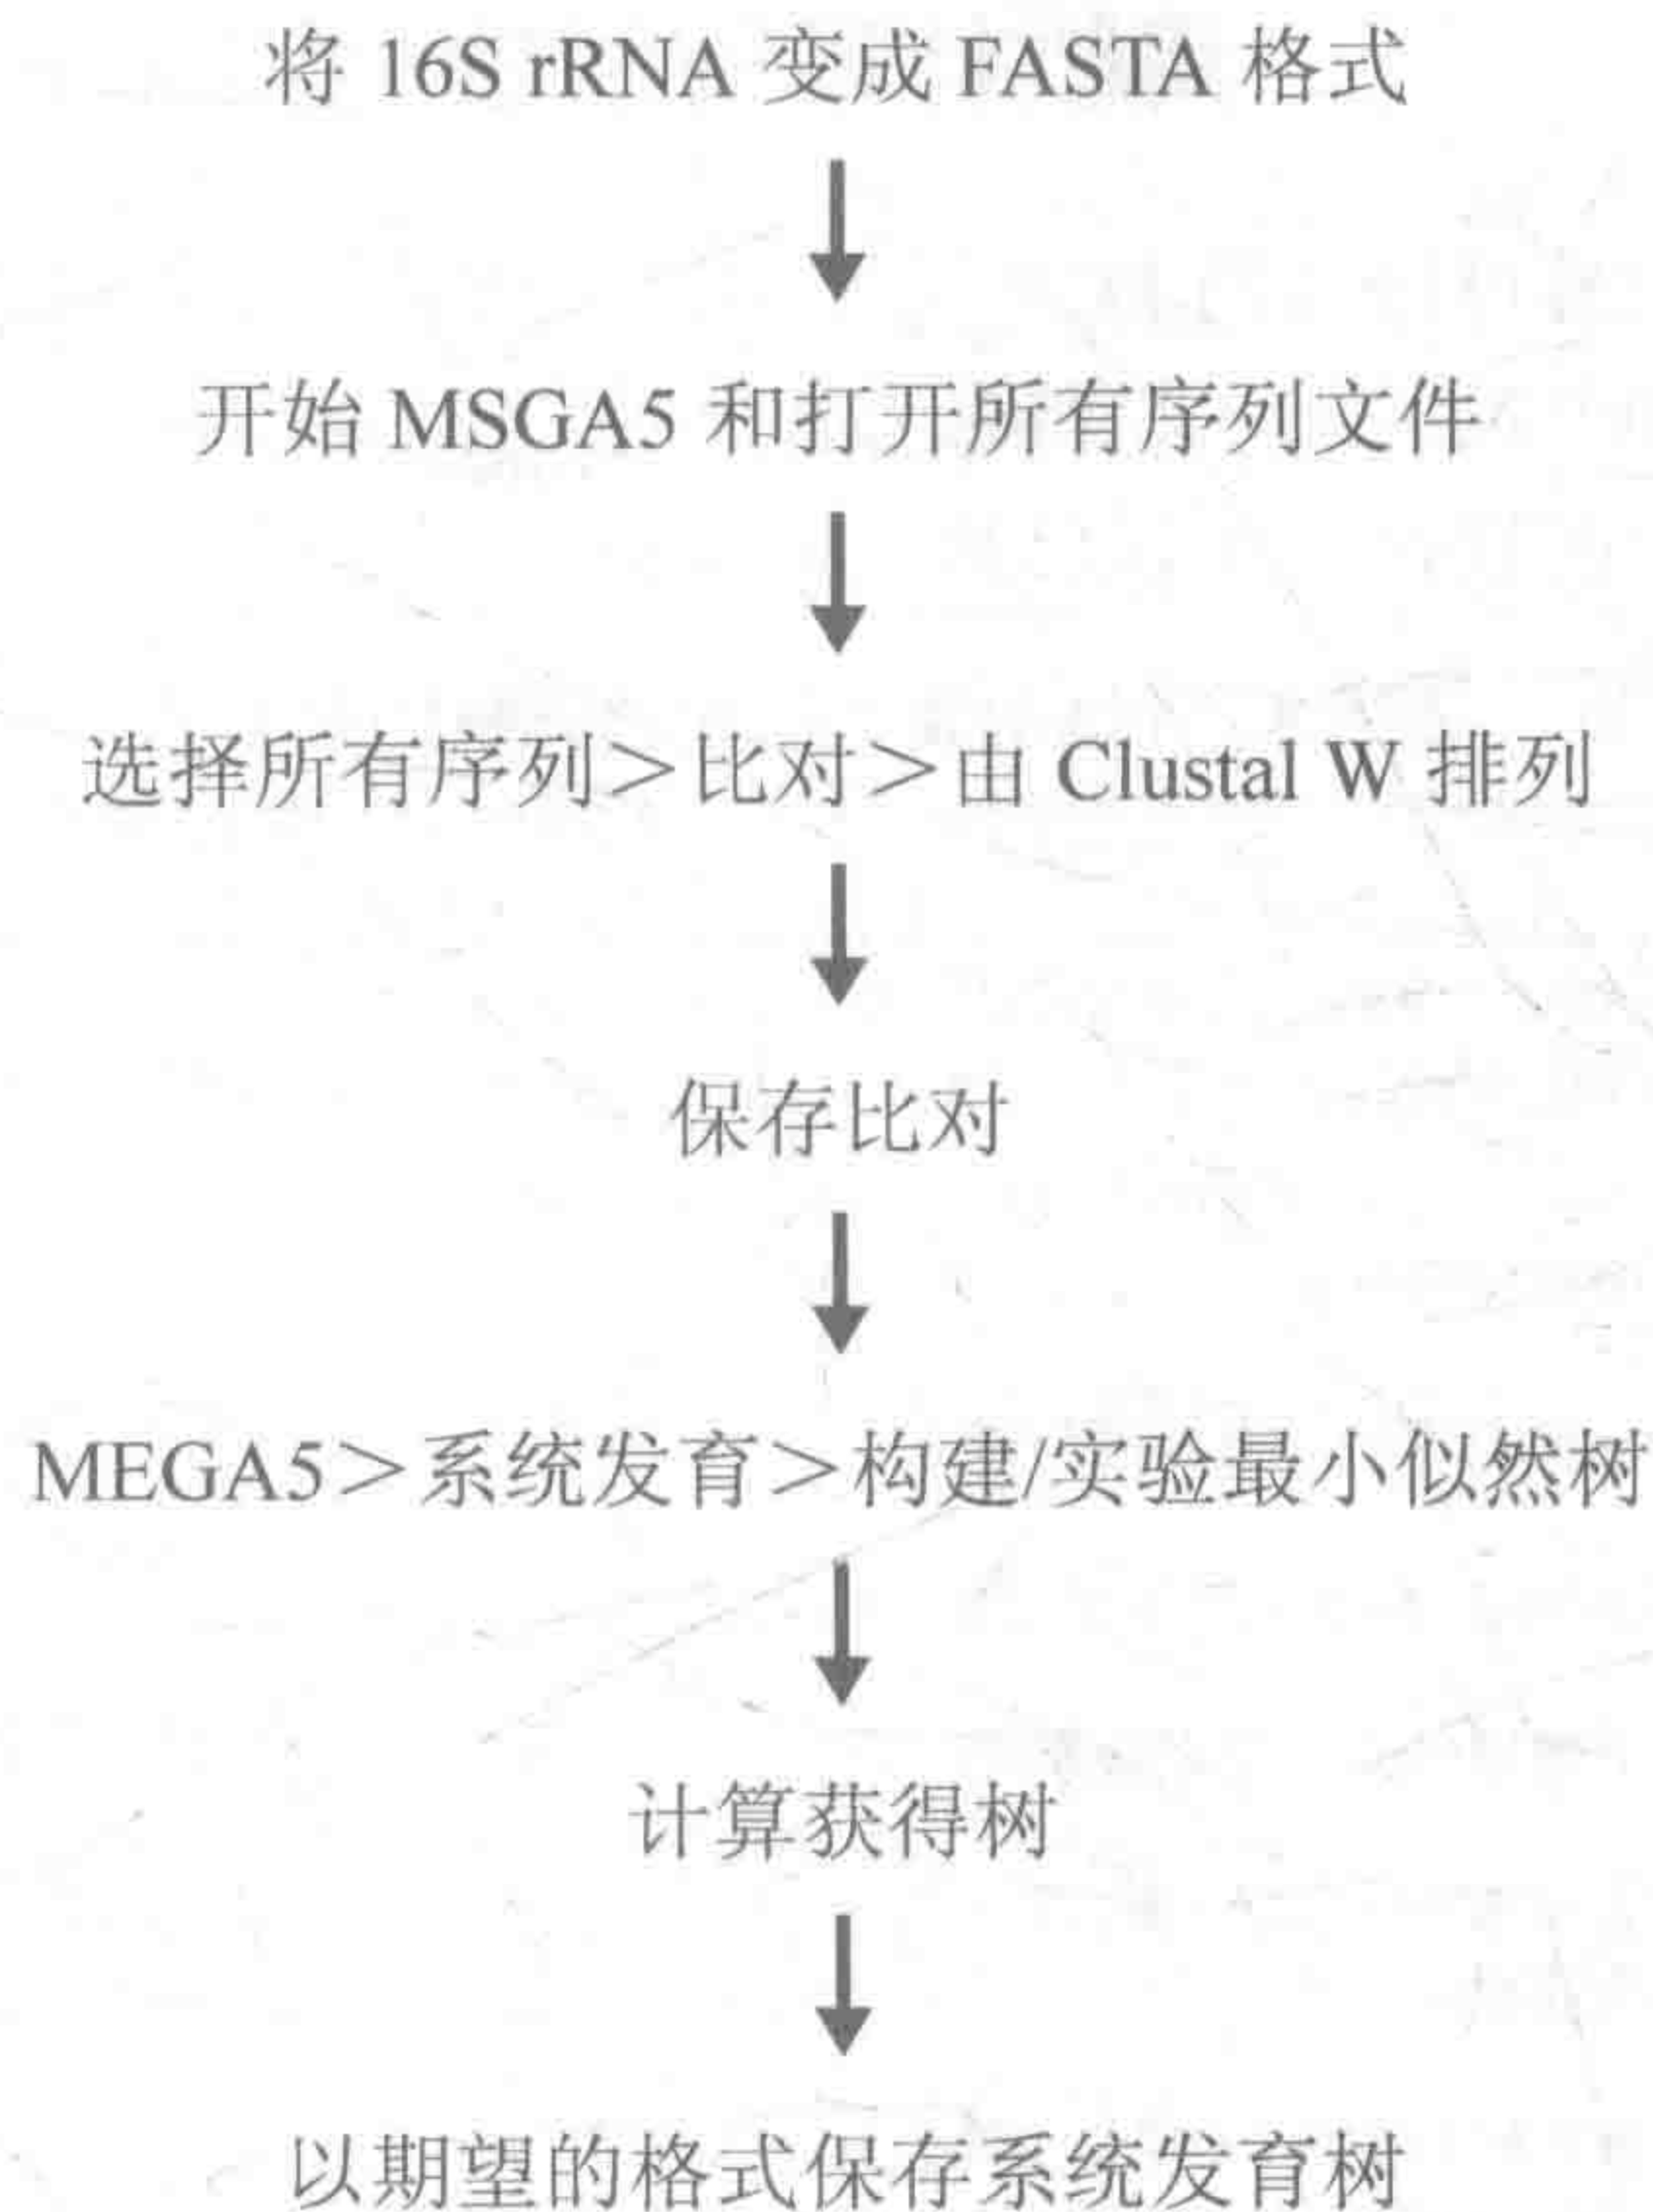 将 16S rRNA 变成 FASTA 格式
开始 MSGA5 和打开所有序列文件
选择所有序列＞比对＞由 Clustal W 排列
保存比对
MEGA5＞系统发育＞构建/实验最小似然树
计算获得树
以期望的格式保存系统发育树